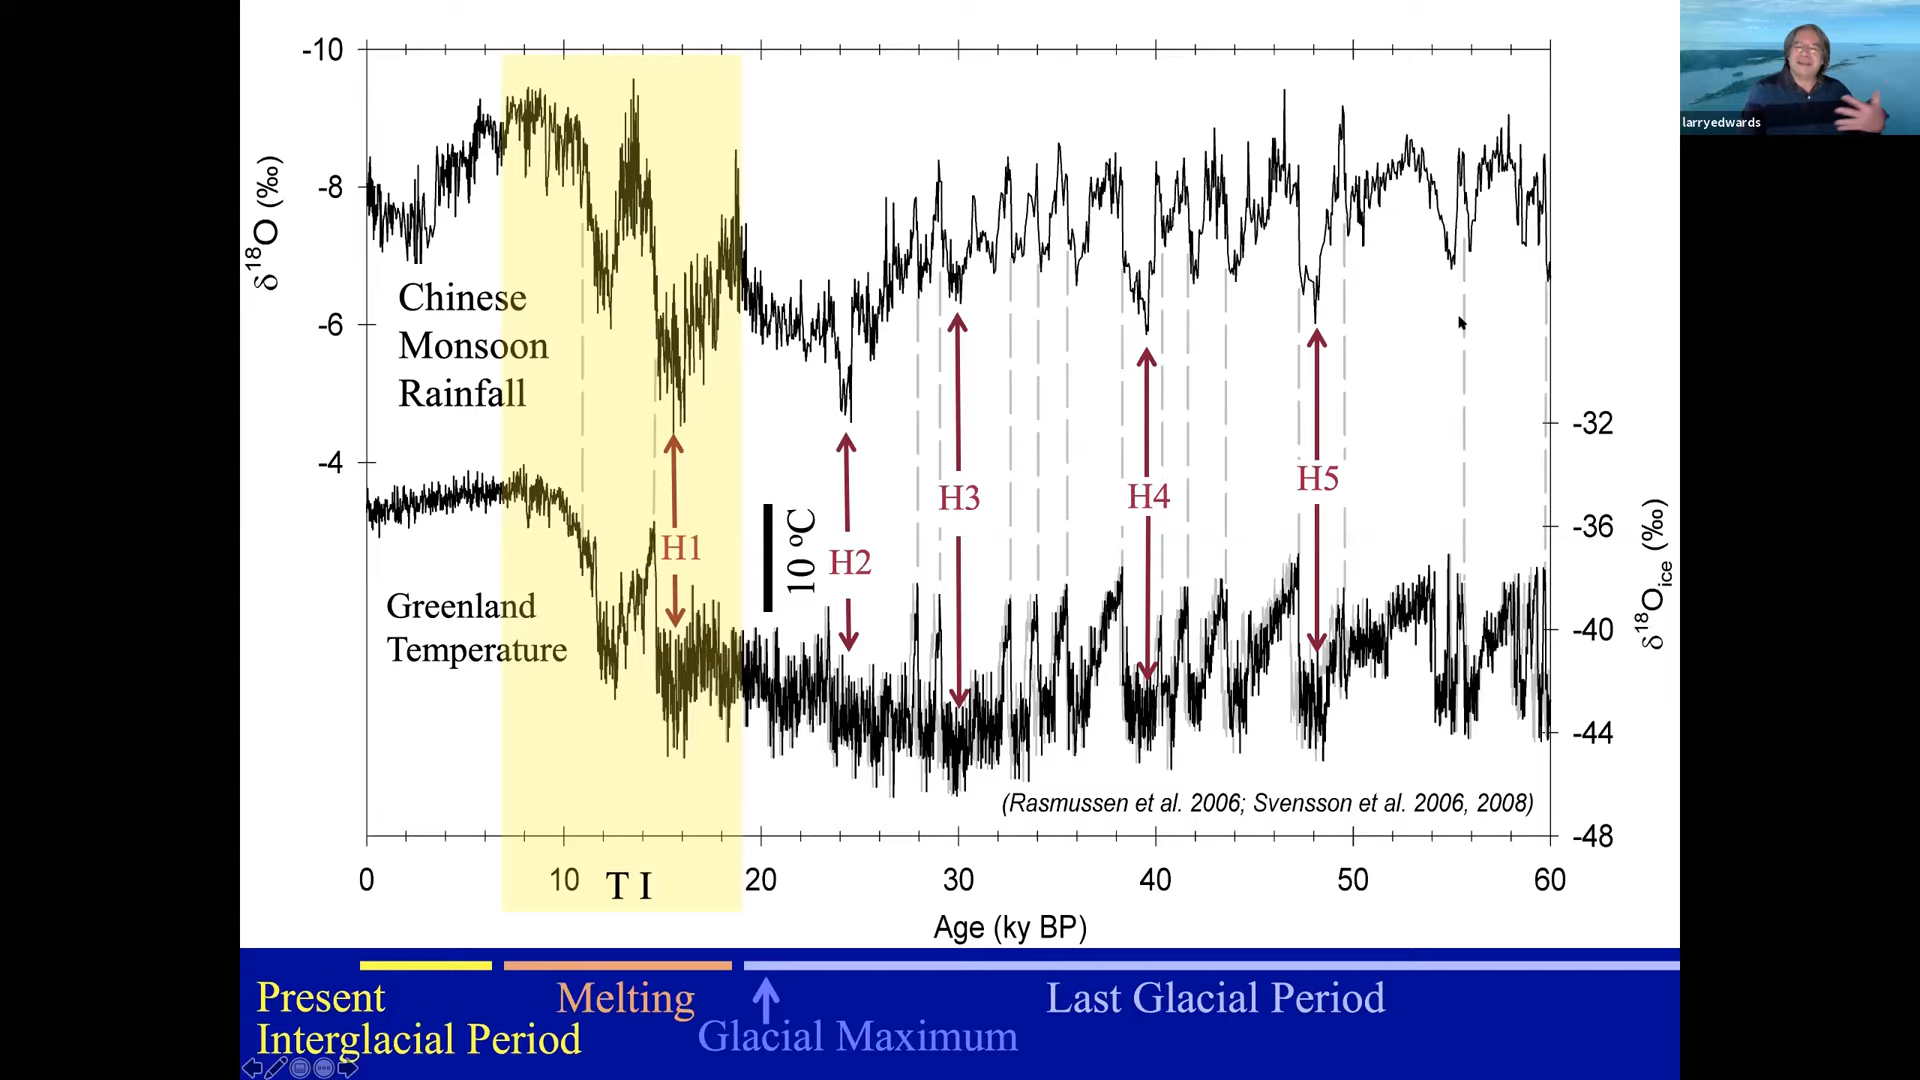 larryedwards
-10
-8
-6
-4
δ18O (‰)
Chinese
Monsoon
Rainfall
Greenland
Temperature
H1
10 oC
H2
H3
H4
H5
-32
-36
-40
-44
-48
δ18Oice (‰)
(Rasmussen et al. 2006; Svensson et al. 2006, 2008)
0 10 20 30 40 50 60
T I
Age (ky BP)
Present
Interglacial Period
Melting
Glacial Maximum
Last Glacial Period